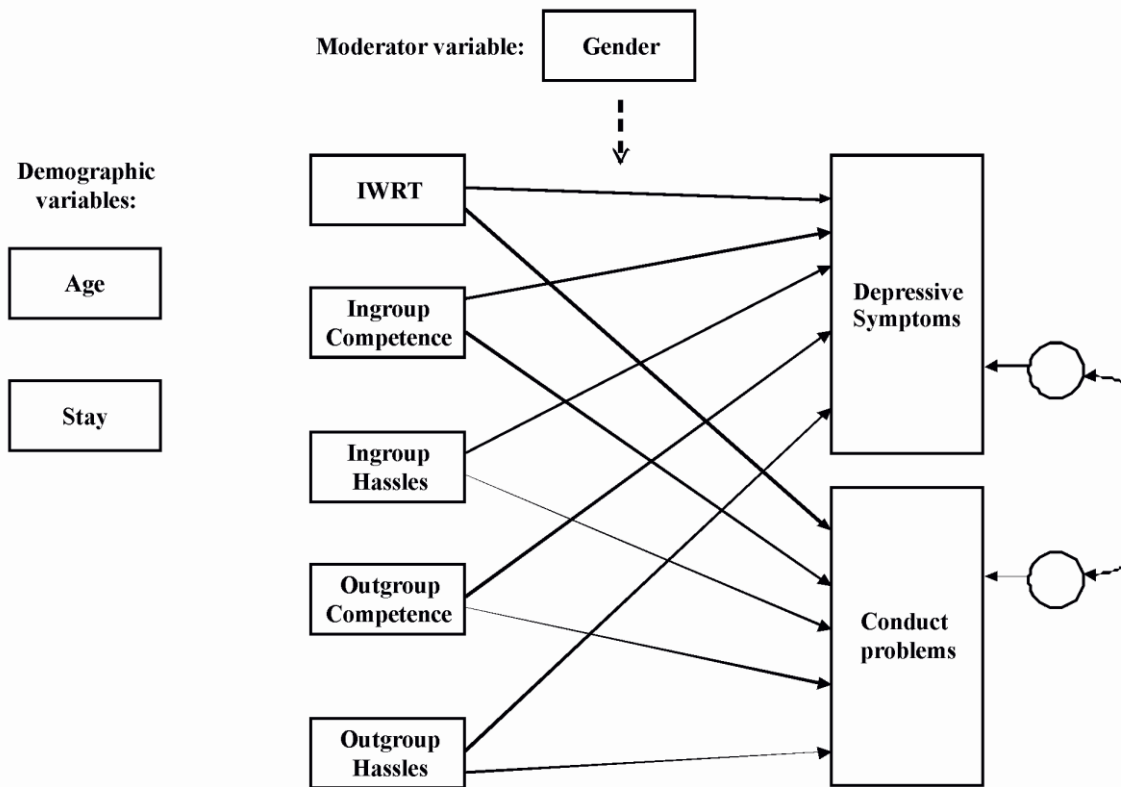 Moderator variable:
Gender
Demographic
variables:
Age
Stay
IWRT
Ingroup
Competence
Ingroup
Hassles
Outgroup
Competence
Outgroup
Hassles
Depressive
Symptoms
Conduct
problems